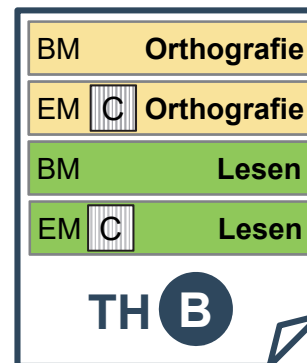 BM Orthografie
EM C Orthografie
BM Lesen
EM C Lesen
TH B